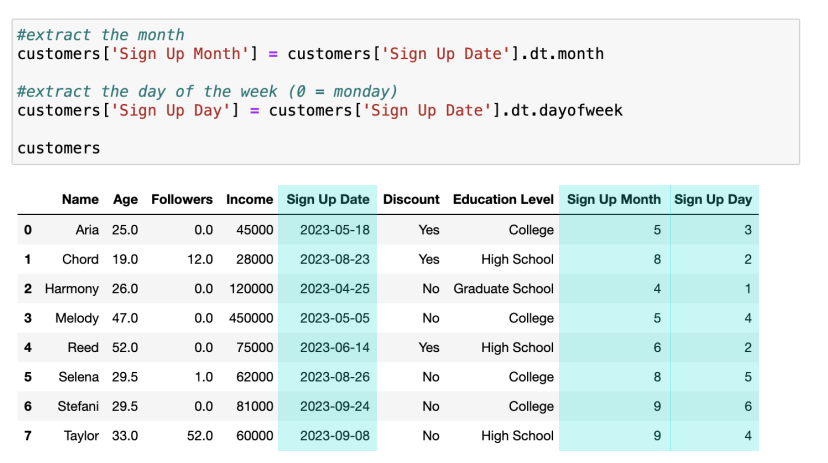 #extract the month
customers['Sign Up Month'] = customers['Sign Up Date'].dt.month
#extract the day of the week (0 = monday)
customers['Sign Up Day'] = customers['Sign Up Date'].dt.dayofweek
customers
Name Age Followers Income Sign Up Date Discount Education Level Sign Up Month Sign Up Day
0 Aria 25.0 0.0 45000 2023-05-18 Yes College 5 3
1 Chord 19.0 12.0 28000 2023-08-23 Yes High School 8 2
2 Harmony 26.0 0.0 120000 2023-04-25 No Graduate School 4 1
3 Melody 47.0 0.0 450000 2023-05-05 No College 5 4
4 Reed 52.0 0.0 75000 2023-06-14 Yes High School 6 2
5 Selena 29.5 1.0 62000 2023-08-26 No College 8 5
6 Stefani 29.5 0.0 81000 2023-09-24 No College 9 6
7 Taylor 33.0 52.0 60000 2023-09-08 No High School 9 4